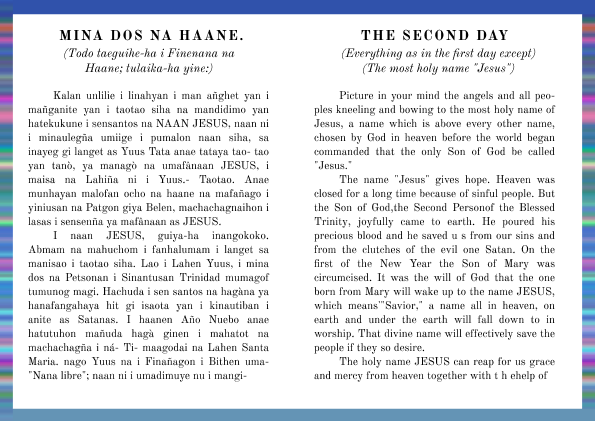 MINA DOS NA HAANE.
(Todo taeguihe-ha i Finenana na
Haane; tulaika-ha yine:)
Kalan unlilie i linahyan i man añghet yan i
mañganite yan i taotao siha na mandidimo yan
hatekukune i sensantos na NAAN JESUS, naan ni
i minaulegña umiige i pumalon naan siha, sa
inayeg gi langet as Yuus Tata anae tataya tao- tao
yan tanò, ya managò na umafánaan JESUS, i
maisa na Lahiña ni i Yuus.- Taotao. Anae
munhayan malofan ocho na haane na mafañago i
yiniusan na Patgon giya Belen, machachagnaihon i
lasas i sensenña ya mafànaan as JESUS.
I naan JESUS, guiya-ha inangokoko.
Abmam na mahuchom i fanhalumam i langet sa
manisao i taotao siha. Lao i Lahen Yuus, i mina
dos na Petsonan i Sinantusan Trinidad mumagof
tumunog magi. Hachuda i sen santos na hagàna ya
hanafangahaya hit gi isaota yan i kinautiban i
anite as Satanas. I haanen Año Nuebo anae
hatutuhon mañuda hagà ginen i mahatot na
machachagña i ná- Ti- maagodai na Lahen Santa
Maria. nago Yuus na i Finañagon i Bithen uma-
"Nana libre"; naan ni i umadimuye nu i mangi-
THE SECOND DAY
(Everything as in the first day except)
(The most holy name "Jesus")
Picture in your mind the angels and all peo-
ples kneeling and bowing to the most holy name of
Jesus, a name which is above every other name,
chosen by God in heaven before the world began
commanded that the only Son of God be called
"Jesus."
The name "Jesus" gives hope. Heaven was
closed for a long time because of sinful people. But
the Son of God,the Second Personof the Blessed
Trinity, joyfully came to earth. He poured his
precious blood and he saved u s from our sins and
from the clutches of the evil one Satan. On the
first of the New Year the Son of Mary was
circumcised. It was the will of God that the one
born from Mary will wake up to the name JESUS,
which means'"Savior," a name all in heaven, on
earth and under the earth will fall down to in
worship. That divine name will effectively save the
people if they so desire.
The holy name JESUS can reap for us grace
and mercy from heaven together with t h ehelp of